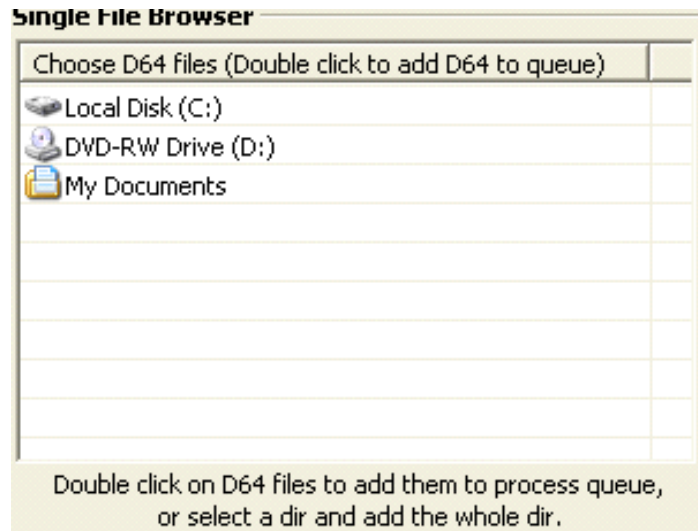 Single File Browser
Choose D64 files (Double click to add D64 to queue)
Local Disk (C:)
DVD-RW Drive (D:)
My Documents
Double click on D64 files to add them to process queue,
or select a dir and add the whole dir.